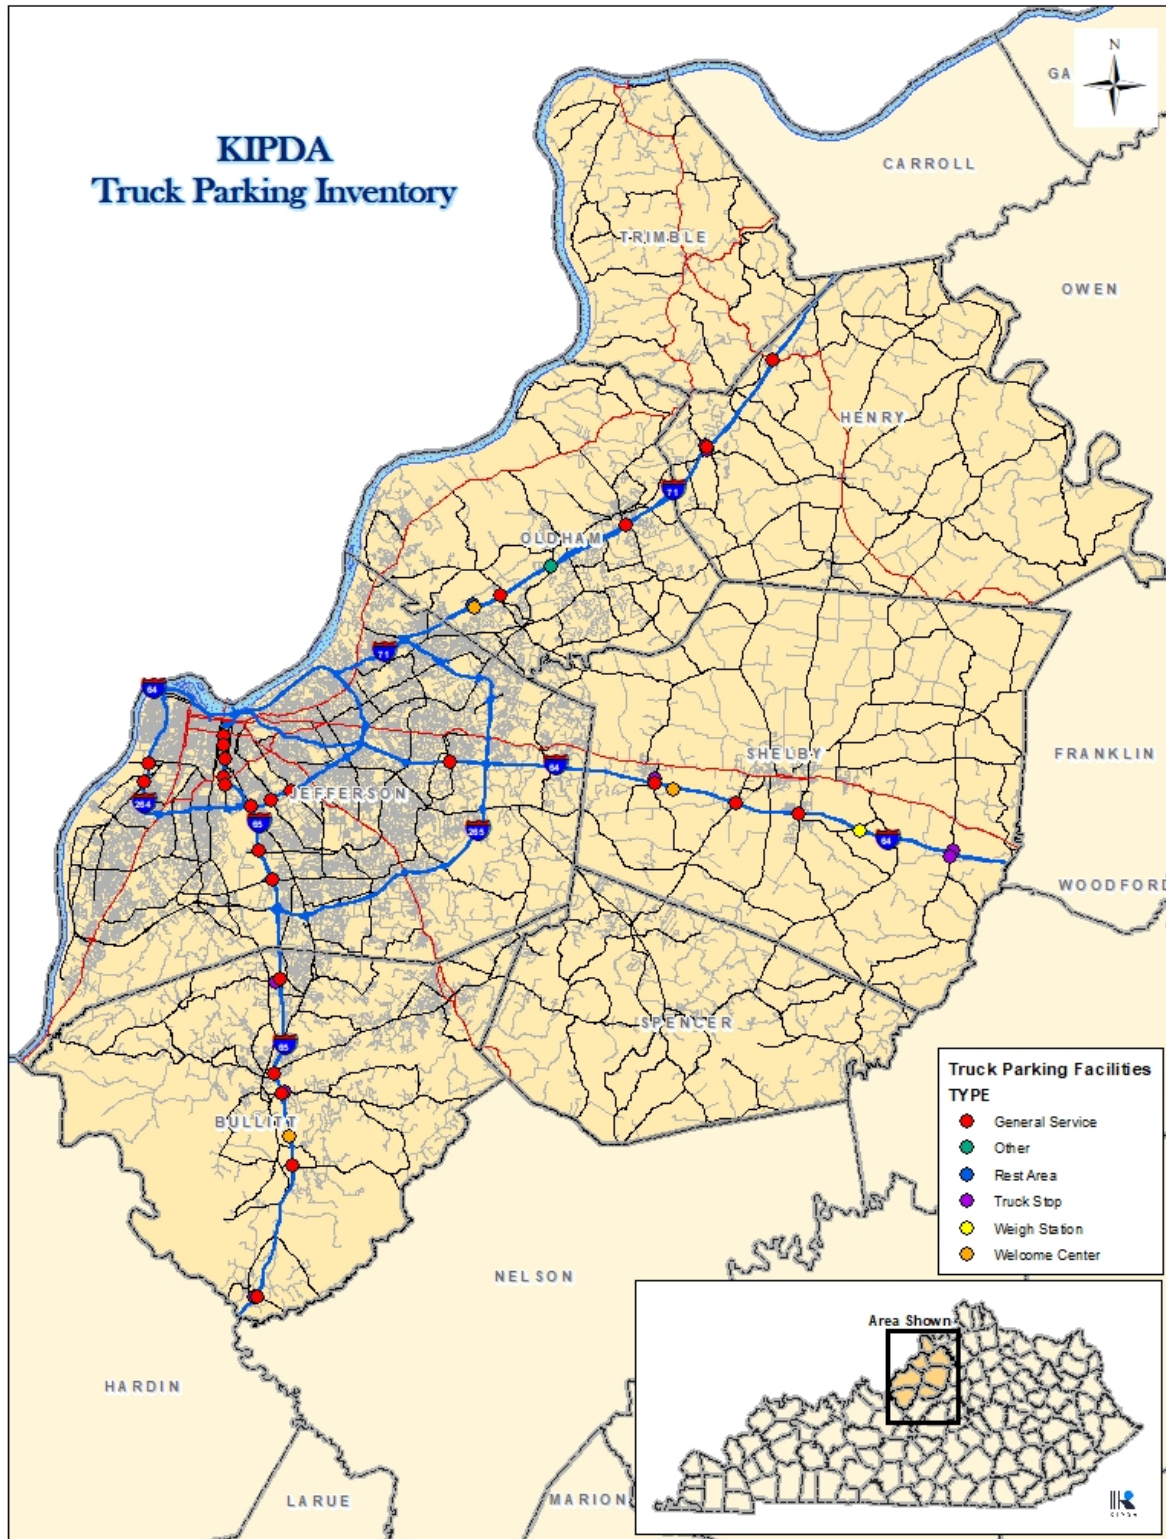 N
GA
KIPDA
Truck Parking Inventory
CARROLL
TRIMBLE
OWEN
HENRY
71
OLDHAM
71
64
SHELBY
FRANKLIN
64
JEFFERSON
264
65
265
64
WOODFORD
SPENCER
65
BULLITT
Truck Parking Facilities
TYPE
General Service
Other
Rest Area
Truck Stop
Weigh Station
Welcome Center
NELSON
Area Shown
HARDIN
LARUE
MARION
KIPDA